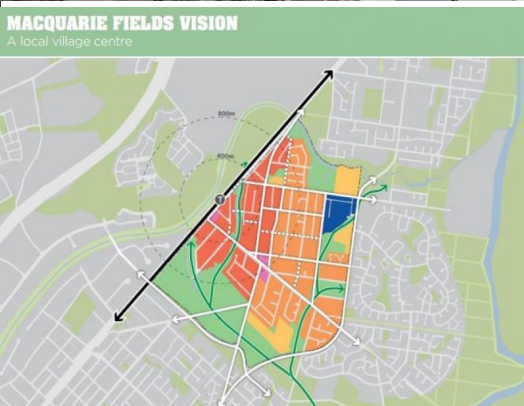 MACQUARIE FIELDS VISION
A local village centre
800m
400m
T